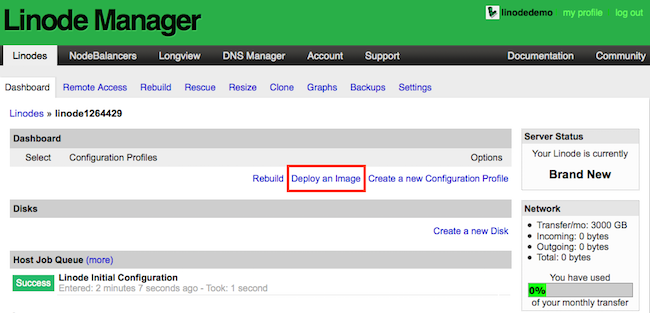 Linode Manager
linodedemo my profile log out
Linodes NodeBalancers Longview DNS Manager Account Support Documentation Community
Dashboard Remote Access Rebuild Rescue Resize Clone Graphs Backups Settings
Linodes » linode1264429
Dashboard
Select Configuration Profiles Options
Rebuild Deploy an Image Create a new Configuration Profile
Disks
Create a new Disk
Host Job Queue (more)
Success Linode Initial Configuration
Entered: 2 minutes 7 seconds ago - Took: 1 second
Server Status
Your Linode is currently
Brand New
Network
Transfer/mo: 3000 GB
Incoming: 0 bytes
Outgoing: 0 bytes
Total: 0 bytes
You have used
0%
of your monthly transfer